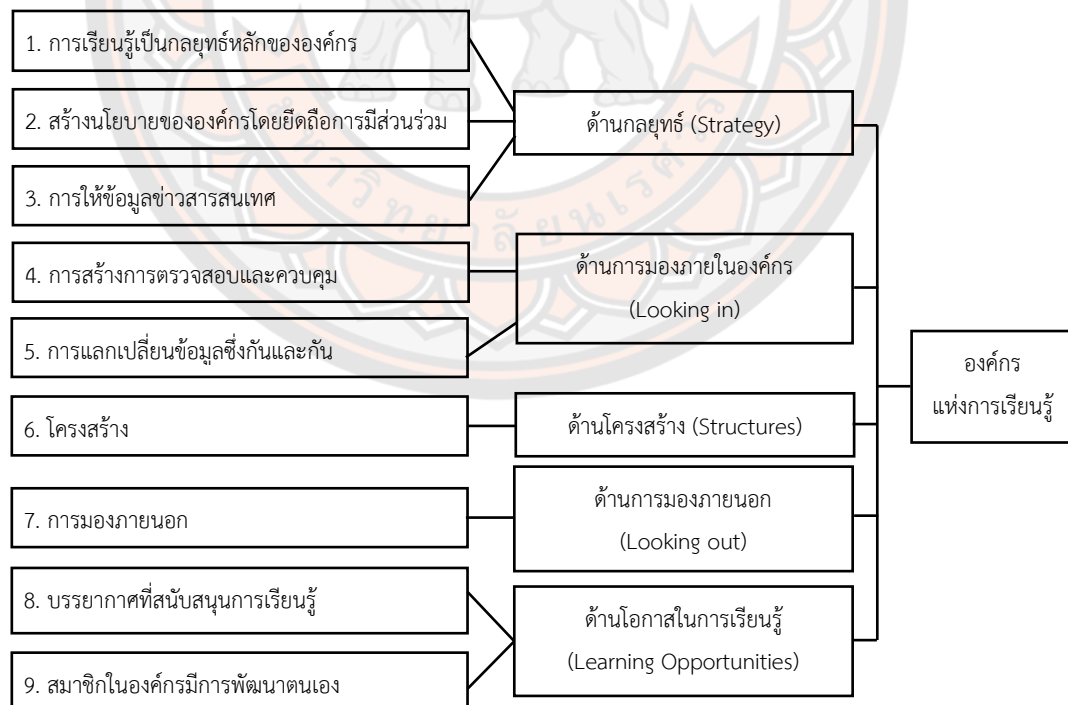 1. การเรียนรู้เป็นกลยุทธ์หลักขององค์กร
2. สร้างนโยบายขององค์กรโดยยึดถือการมีส่วนร่วม
3. การให้ข้อมูลข่าวสารสนเทศ
4. การสร้างการตรวจสอบและควบคุม
5. การแลกเปลี่ยนข้อมูลซึ่งกันและกัน
6. โครงสร้าง
7. การมองภายนอก
8. บรรยากาศที่สนับสนุนการเรียนรู้
9. สมาชิกในองค์กรมีการพัฒนาตนเอง
ด้านกลยุทธ์ (Strategy)
ด้านการมองภายในองค์กร
(Looking in)
ด้านโครงสร้าง (Structures)
ด้านการมองภายนอก
(Looking out)
ด้านโอกาสในการเรียนรู้
(Learning Opportunities)
องค์กร
แห่งการเรียนรู้
มหาวิทยาลัยนเรศวร